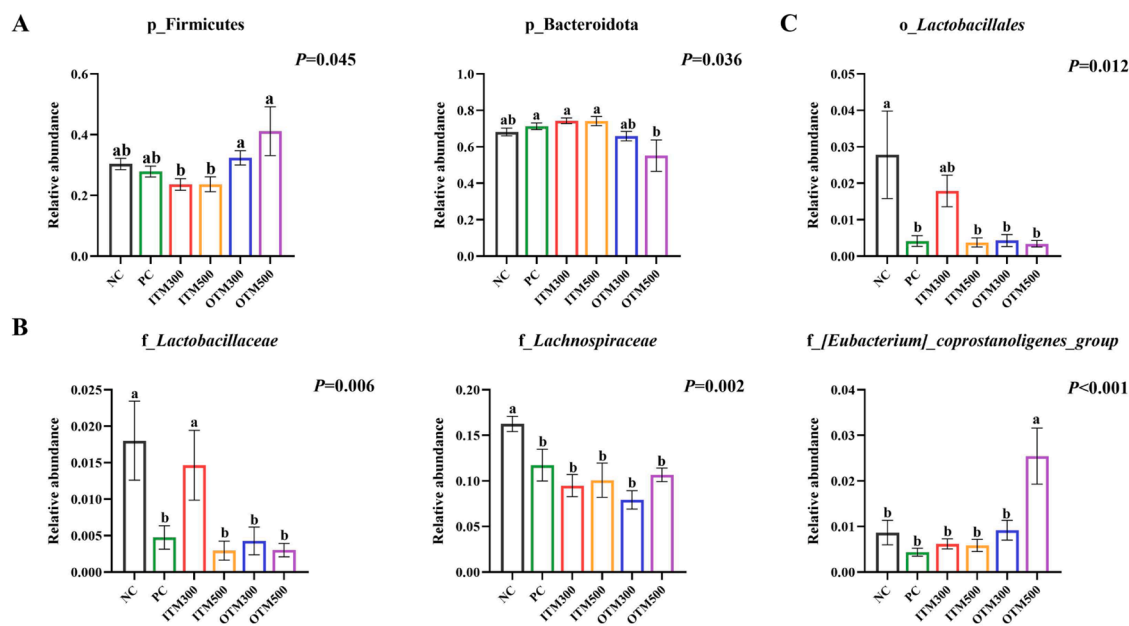 A
p_Firmicutes
P=0.045
Relative abundance
0.6
0.4
0.2
0.0
ab
ab
b
b
a
a
NC
PC
ITM300
ITM500
OTM300
OTM500
p_Bacteroidota
P=0.036
Relative abundance
1.0
0.8
0.6
0.4
0.2
0.0
ab
a
a
a
ab
b
NC
PC
ITM300
ITM500
OTM300
OTM500
C
o_Lactobacillales
P=0.012
Relative abundance
0.05
0.04
0.03
0.02
0.01
0.00
a
b
ab
b
b
b
NC
PC
ITM300
ITM500
OTM300
OTM500
B
f_Lactobacillaceae
P=0.006
Relative abundance
0.025
0.020
0.015
0.010
0.005
0.000
a
b
a
b
b
b
NC
PC
ITM300
ITM500
OTM300
OTM500
f_Lachnospiraceae
P=0.002
Relative abundance
0.20
0.15
0.10
0.05
0.00
a
b
b
b
b
b
NC
PC
ITM300
ITM500
OTM300
OTM500
f_[Eubacterium]_coprostanoligenes_group
P<0.001
Relative abundance
0.04
0.03
0.02
0.01
0.00
b
b
b
b
b
a
NC
PC
ITM300
ITM500
OTM300
OTM500